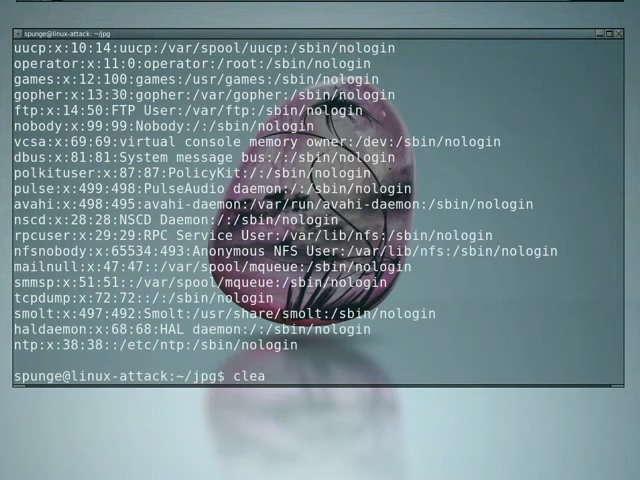 spunge@linux-attack: ~/jpg
uucp:x:10:14:uucp:/var/spool/uucp:/sbin/nologin
operator:x:11:0:operator:/root:/sbin/nologin
games:x:12:100:games:/usr/games:/sbin/nologin
gopher:x:13:30:gopher:/var/gopher:/sbin/nologin
ftp:x:14:50:FTP User:/var/ftp:/sbin/nologin
nobody:x:99:99:Nobody:/:/sbin/nologin
vcsa:x:69:69:virtual console memory owner:/dev:/sbin/nologin
dbus:x:81:81:System message bus:/:/sbin/nologin
polkituser:x:87:87:PolicyKit:/:/sbin/nologin
pulse:x:499:498:PulseAudio daemon:/:/sbin/nologin
avahi:x:498:495:avahi-daemon:/var/run/avahi-daemon:/sbin/nologin
nscd:x:28:28:NSCD Daemon:/:/sbin/nologin
rpcuser:x:29:29:RPC Service User:/var/lib/nfs:/sbin/nologin
nfsnobody:x:65534:493:Anonymous NFS User:/var/lib/nfs:/sbin/nologin
mailnull:x:47:47::/var/spool/mqueue:/sbin/nologin
smmsp:x:51:51::/var/spool/mqueue:/sbin/nologin
tcpdump:x:72:72::/:/sbin/nologin
smolt:x:497:492:Smolt:/usr/share/smolt:/sbin/nologin
haldaemon:x:68:68:HAL daemon:/:/sbin/nologin
ntp:x:38:38::/etc/ntp:/sbin/nologin
spunge@linux-attack:~/jpg$ clea